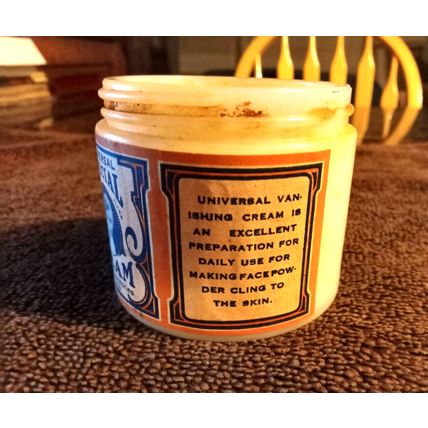 UNIVERSAL VAN-
ISHING CREAM IS
AN EXCELLENT
PREPARATION FOR
DAILY USE FOR
MAKING FACE POW-
DER CLING TO
THE SKIN.